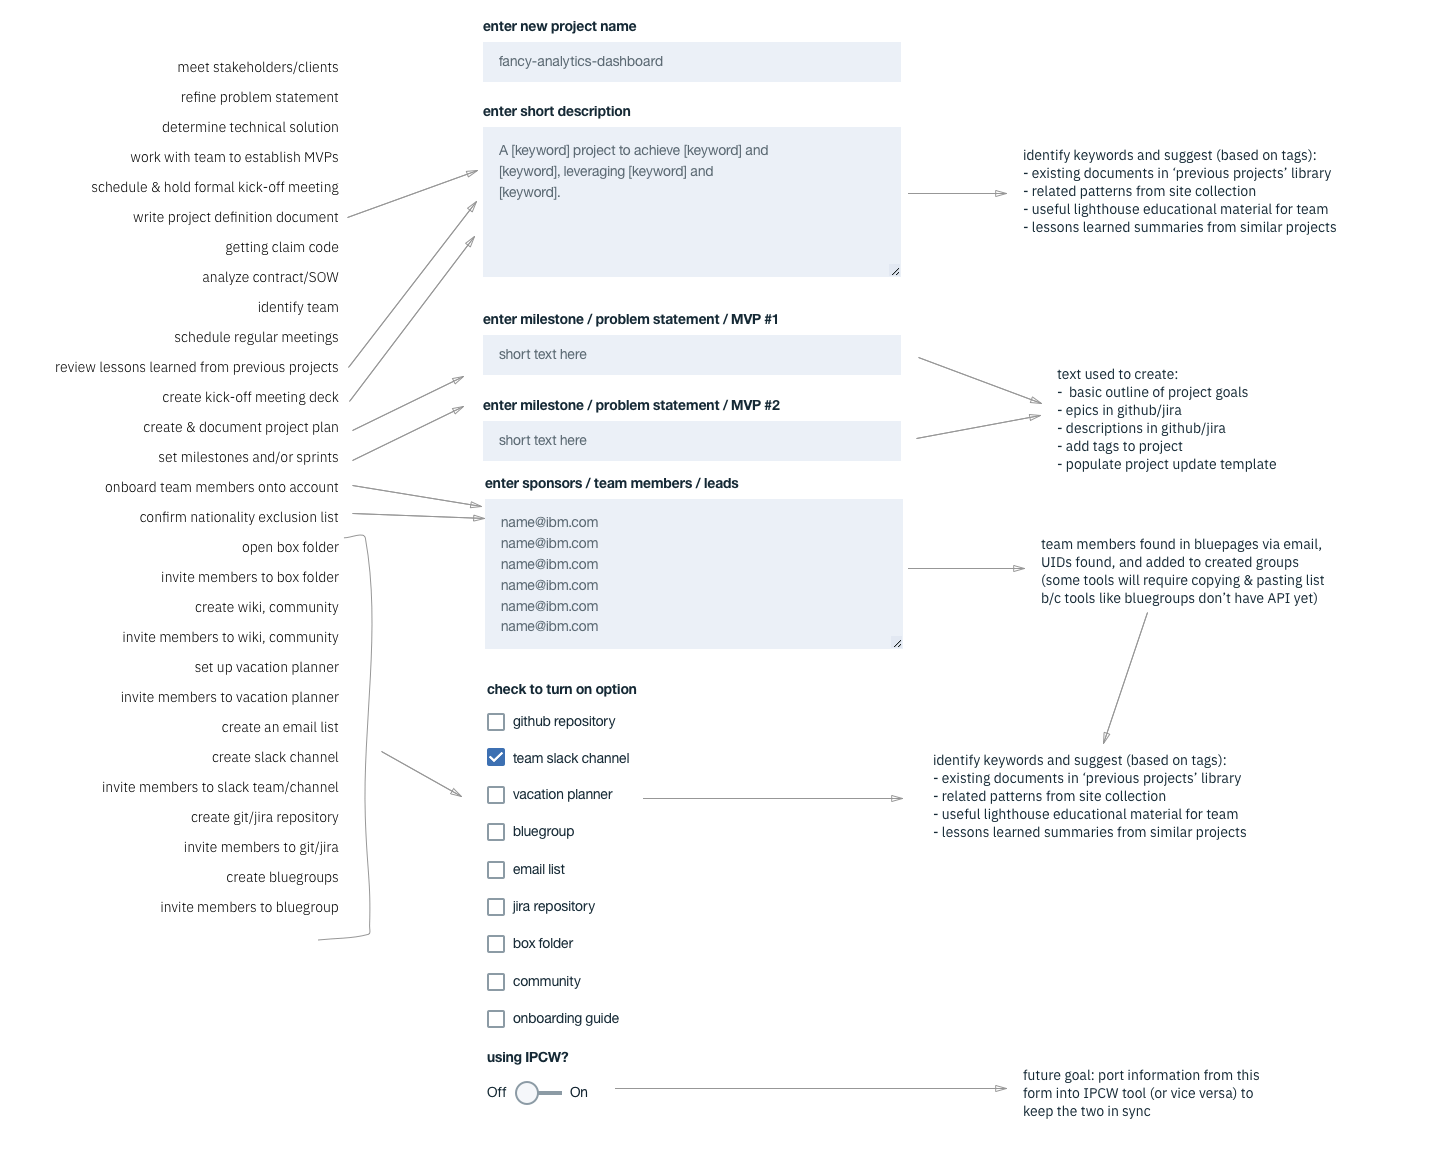 meet stakeholders/clients
refine problem statement
determine technical solution
work with team to establish MVPs
schedule & hold formal kick-off meeting
write project definition document
getting claim code
analyze contract/SOW
identify team
schedule regular meetings
review lessons learned from previous projects
create kick-off meeting deck
create & document project plan
set milestones and/or sprints
onboard team members onto account
confirm nationality exclusion list
open box folder
invite members to box folder
create wiki, community
invite members to wiki, community
set up vacation planner
invite members to vacation planner
create an email list
create slack channel
invite members to slack team/channel
create git/jira repository
invite members to git/jira
create bluegroups
invite members to bluegroup
enter new project name
fancy-analytics-dashboard
enter short description
A [keyword] project to achieve [keyword] and
[keyword], leveraging [keyword] and
[keyword].
enter milestone / problem statement / MVP #1
short text here
enter milestone / problem statement / MVP #2
short text here
enter sponsors / team members / leads
name@ibm.com
name@ibm.com
name@ibm.com
name@ibm.com
name@ibm.com
name@ibm.com
check to turn on option
github repository
team slack channel
vacation planner
bluegroup
email list
jira repository
box folder
community
onboarding guide
using IPCW?
Off On
identify keywords and suggest (based on tags):
- existing documents in ‘previous projects’ library
- related patterns from site collection
- useful lighthouse educational material for team
- lessons learned summaries from similar projects
text used to create:
- basic outline of project goals
- epics in github/jira
- descriptions in github/jira
- add tags to project
- populate project update template
team members found in bluepages via email,
UIDs found, and added to created groups
(some tools will require copying & pasting list
b/c tools like bluegroups don’t have API yet)
identify keywords and suggest (based on tags):
- existing documents in ‘previous projects’ library
- related patterns from site collection
- useful lighthouse educational material for team
- lessons learned summaries from similar projects
future goal: port information from this
form into IPCW tool (or vice versa) to
keep the two in sync